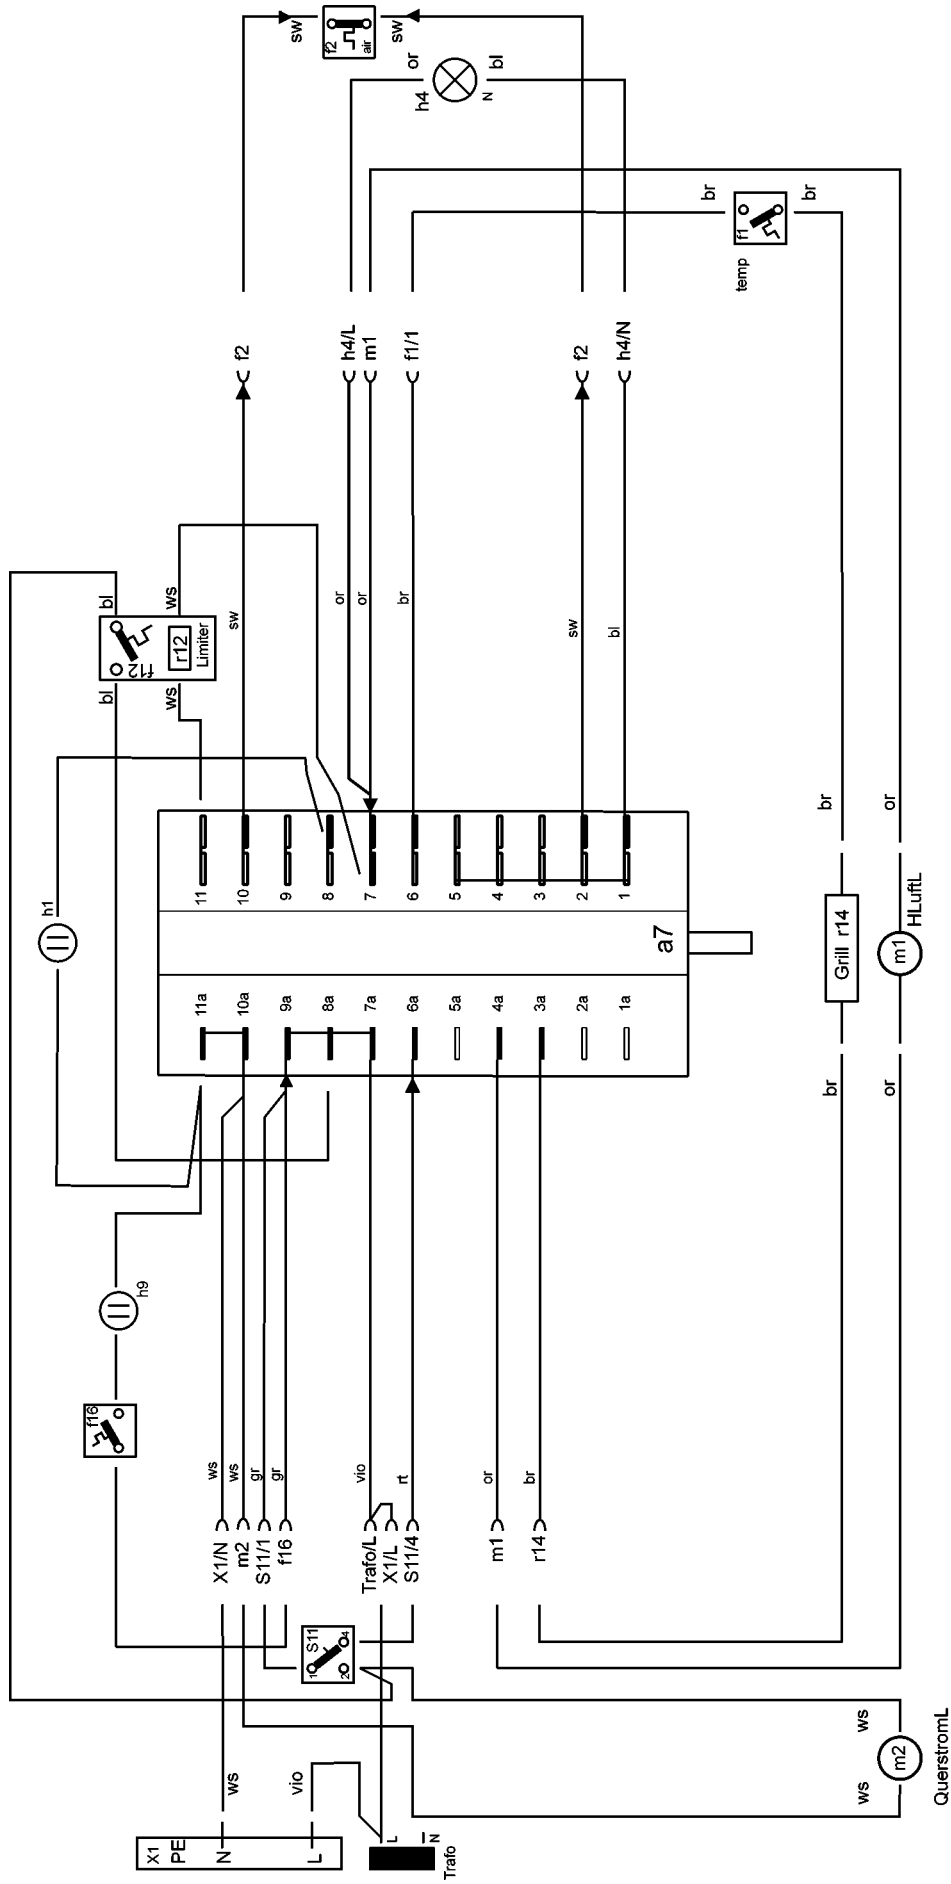 sw
f2
air
sw
or
h4
bl
N
br
f1
temp
br
f2
h4/L
m1
f1/1
f2
h4/N
bl
ws
f12
r12
Limiter
bl
ws
sw
or
or
br
sw
bl
br
or
h1
11
10
9
8
7
6
5
4
3
2
1
a7
Grill r14
m1
HLuftL
11a
10a
9a
8a
7a
6a
5a
4a
3a
2a
1a
br
or
h9
f16
ws
ws
gr
gr
vio
rt
or
br
X1/N
m2
S11/1
f16
Trafo/L
X1/L
S11/4
m1
r14
S11
1
4
2
ws
vio
ws
ws
m2
QuerstromL
X1
PE
N
L
L
N
Trafo